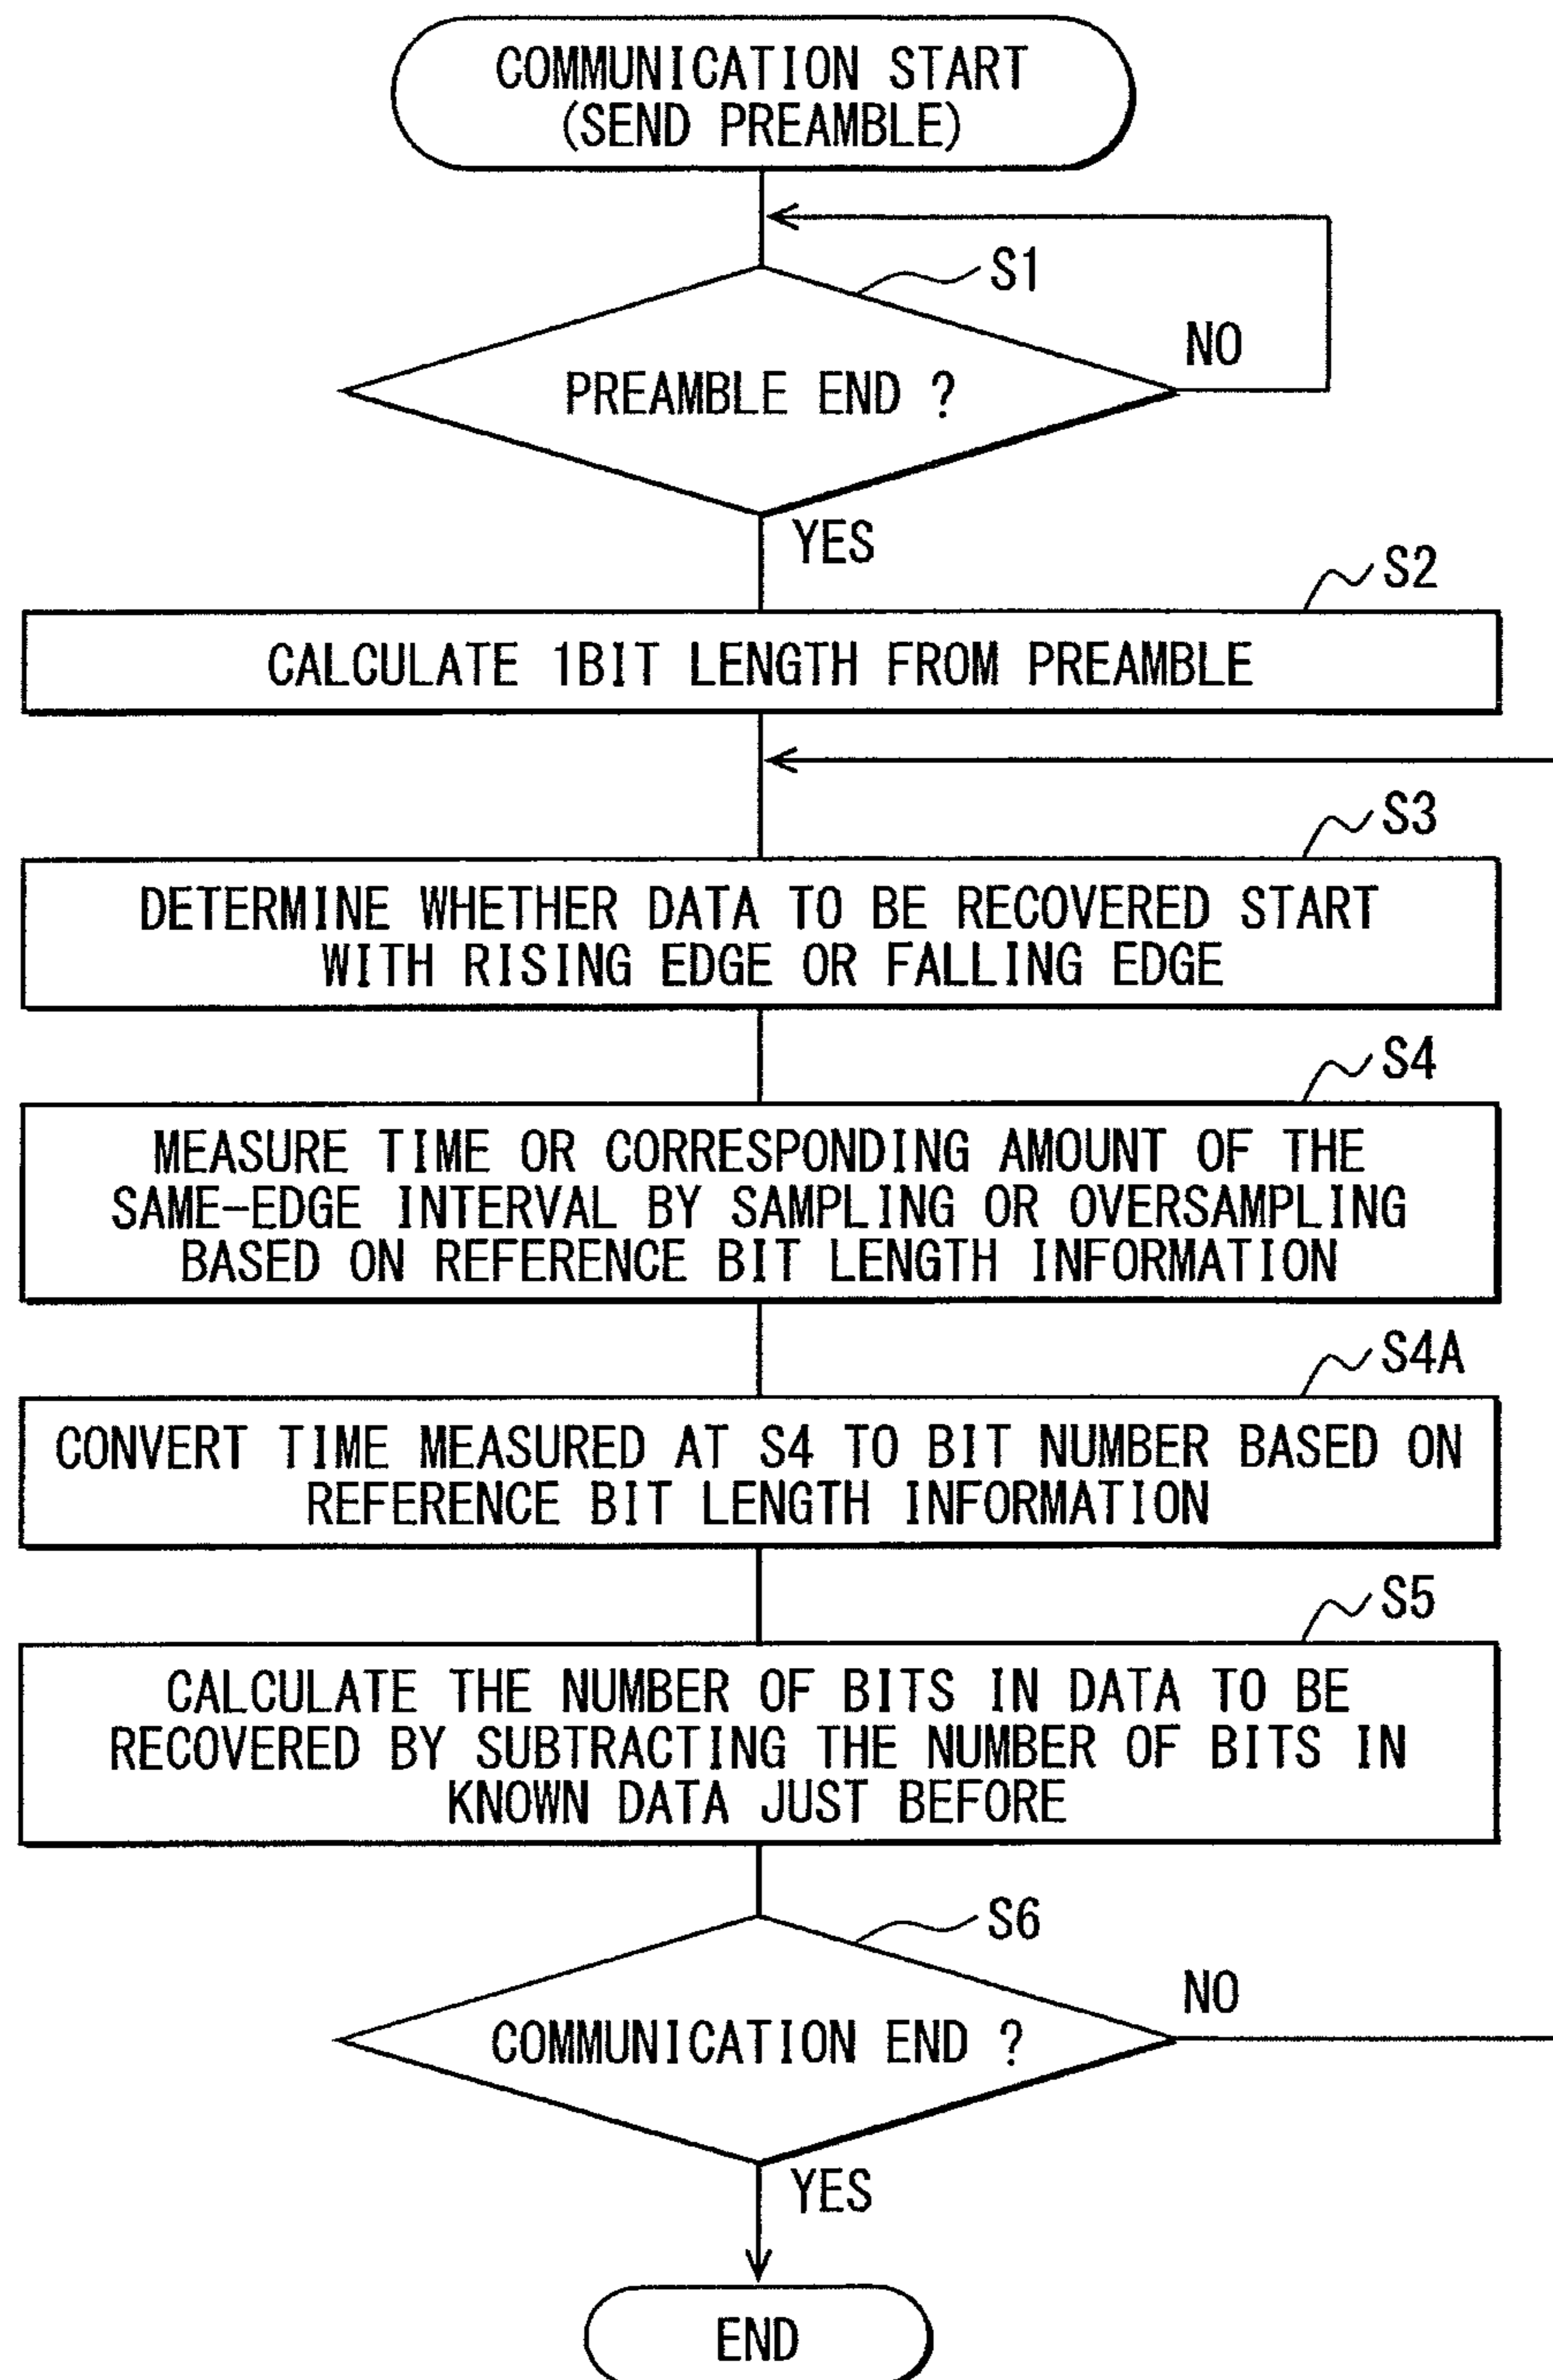 COMMUNICATION START
(SEND PREAMBLE)
S1
NO
PREAMBLE END ?
YES
S2
CALCULATE 1BIT LENGTH FROM PREAMBLE
S3
DETERMINE WHETHER DATA TO BE RECOVERED START
WITH RISING EDGE OR FALLING EDGE
S4
MEASURE TIME OR CORRESPONDING AMOUNT OF THE
SAME-EDGE INTERVAL BY SAMPLING OR OVERSAMPLING
BASED ON REFERENCE BIT LENGTH INFORMATION
S4A
CONVERT TIME MEASURED AT S4 TO BIT NUMBER BASED ON
REFERENCE BIT LENGTH INFORMATION
S5
CALCULATE THE NUMBER OF BITS IN DATA TO BE
RECOVERED BY SUBTRACTING THE NUMBER OF BITS IN
KNOWN DATA JUST BEFORE
S6
NO
COMMUNICATION END ?
YES
END